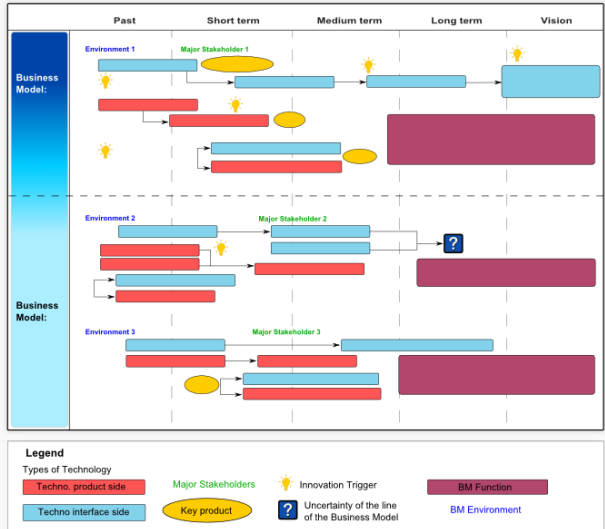 Past Short term Medium term Long term Vision
Environment 1 Major Stakeholder 1
Business
Model:
Environment 2 Major Stakeholder 2
?
Business
Model:
Environment 3 Major Stakeholder 3
Legend
Types of Technology
Techno. product side
Techno interface side
Major Stakeholders
Key product
Innovation Trigger
? Uncertainty of the line
of the Business Model
BM Function
BM Environment